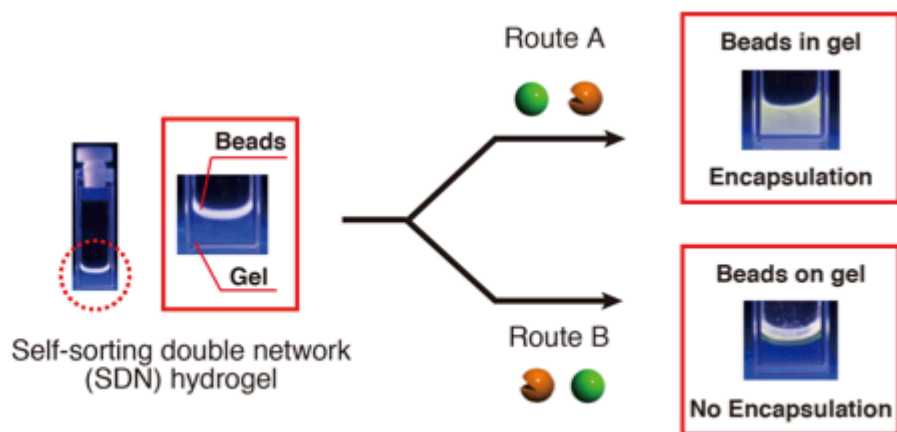 Route A
Beads in gel
Encapsulation
Beads
Gel
Self-sorting double network
(SDN) hydrogel
Route B
Beads on gel
No Encapsulation